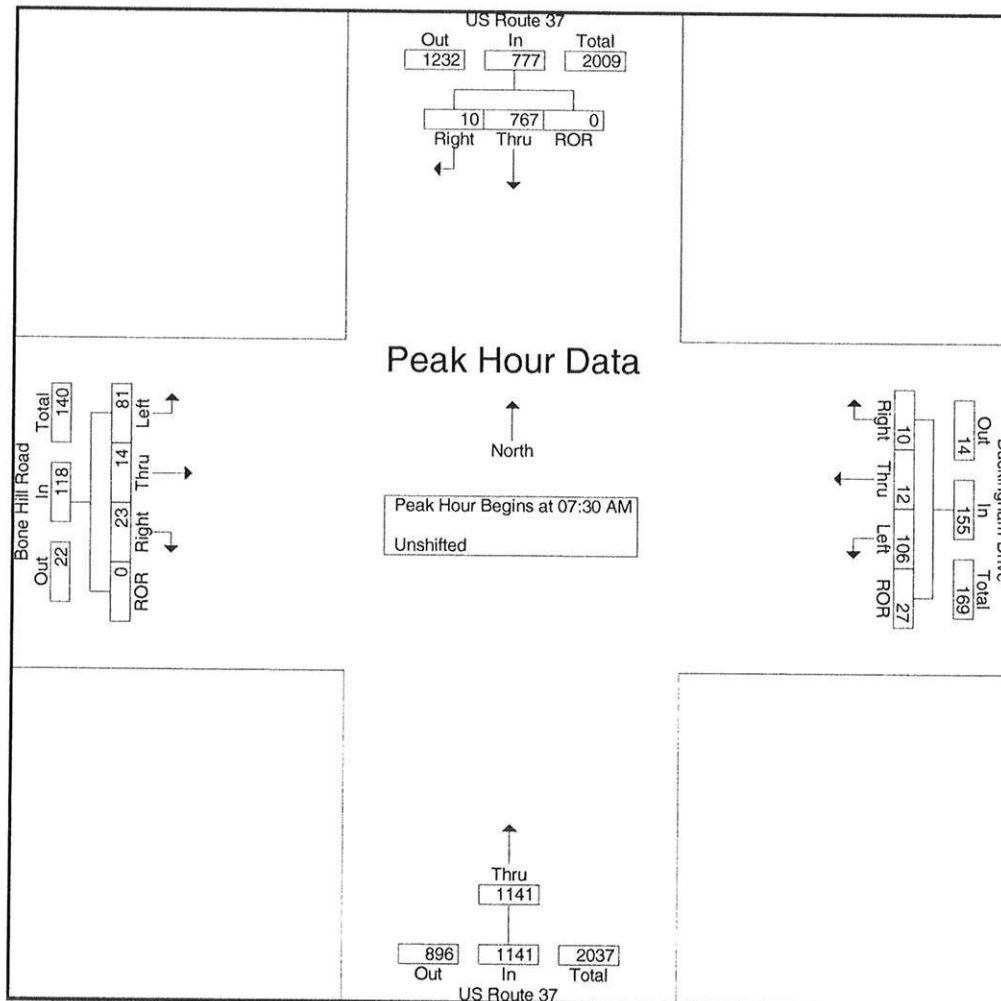 US Route 37
Out In Total
1232 777 2009
10 767 0
Right Thru ROR
Peak Hour Data
North
Peak Hour Begins at 07:30 AM
Unshifted
Bone Hill Road
Total In Out
140 118 22
81 14 23 0
Left Thru Right ROR
Drive
Out In Total
14 155 169
10 12 106 27
Right Thru Left ROR
Thru
1141
896 1141 2037
Out In Total
US Route 37